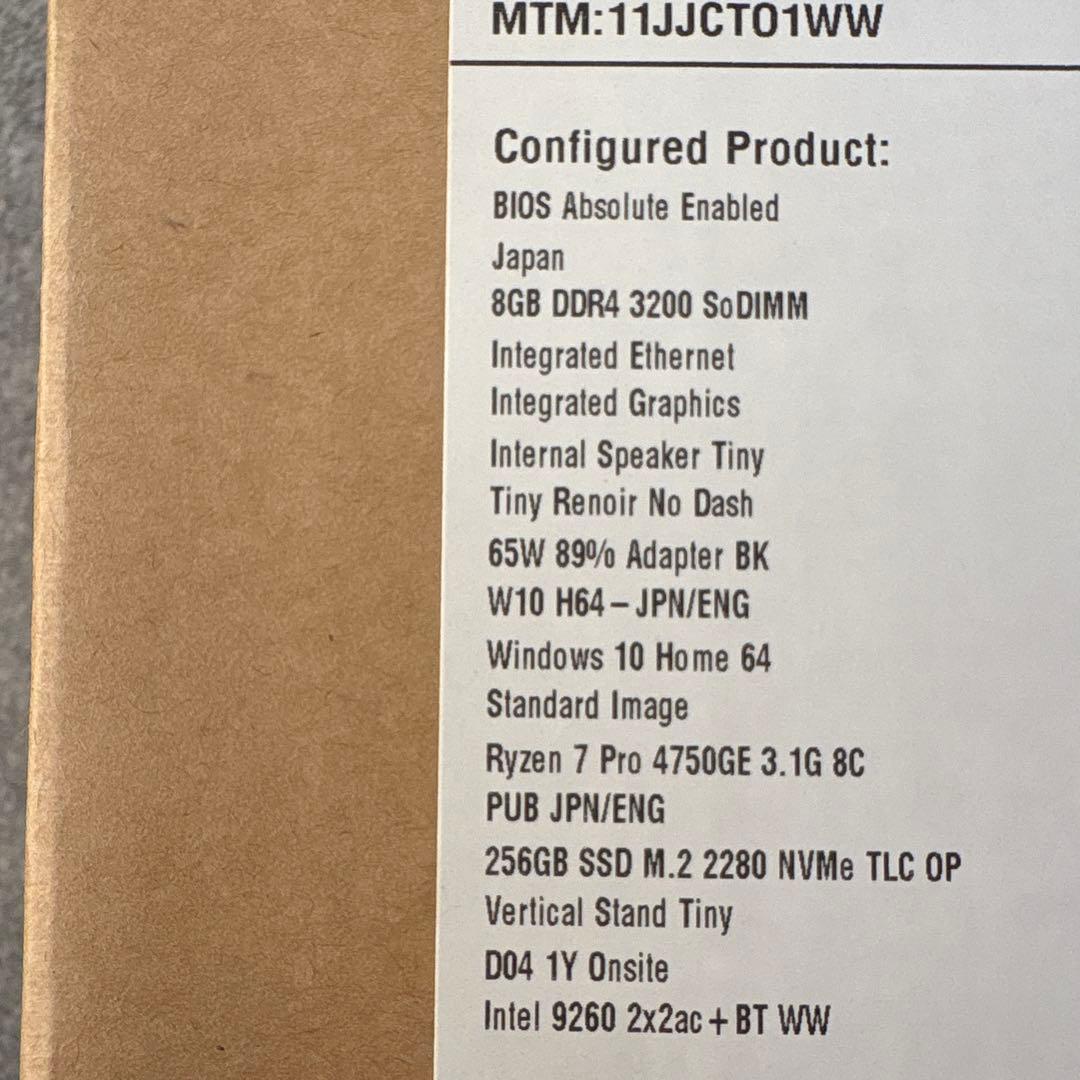 MTM:11JJCTO1WW
Configured Product:
BIOS Absolute Enabled
Japan
8GB DDR4 3200 SoDIMM
Integrated Ethernet
Integrated Graphics
Internal Speaker Tiny
Tiny Renoir No Dash
65W 89% Adapter BK
W10 H64–JPN/ENG
Windows 10 Home 64
Standard Image
Ryzen 7 Pro 4750GE 3.1G 8C
PUB JPN/ENG
256GB SSD M.2 2280 NVMe TLC OP
Vertical Stand Tiny
D04 1Y Onsite
Intel 9260 2x2ac+BT WW